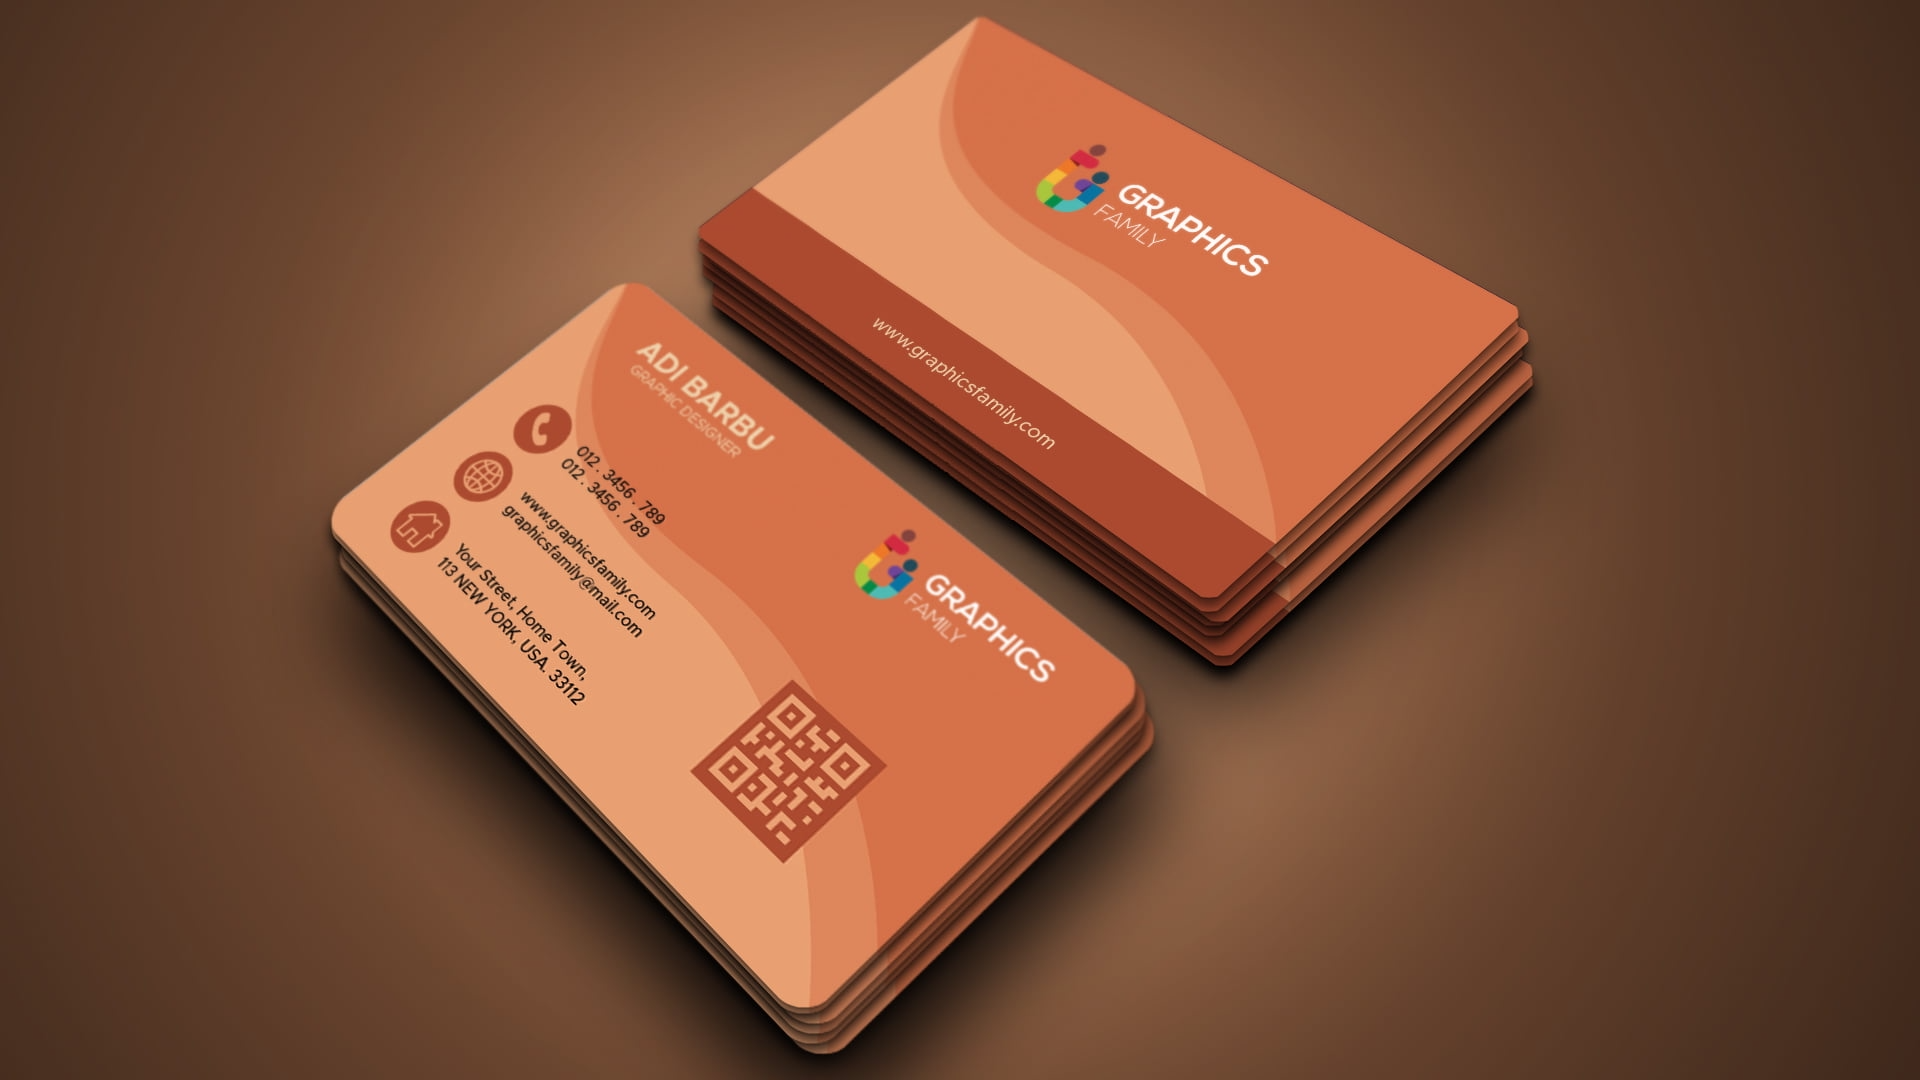 GRAPHICS
FAMILY
www.graphicsfamily.com
ADI BARBU
GRAPHIC DESIGNER
012 . 3456 . 789
012 . 3456 . 789
www.graphicsfamily.com
graphicsfamily@mail.com
Your Street, Home Town,
113 NEW YORK, USA. 33112
GRAPHICS
FAMILY